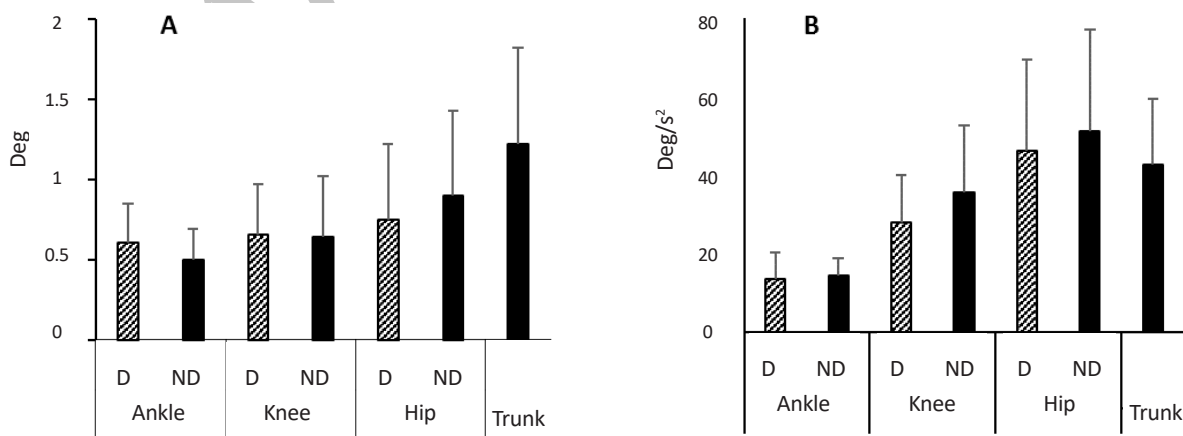 A
Deg
2
1.5
1
0.5
0
D ND D ND D ND
Ankle Knee Hip Trunk
B
Deg/s²
80
60
40
20
0
D ND D ND D ND
Ankle Knee Hip Trunk